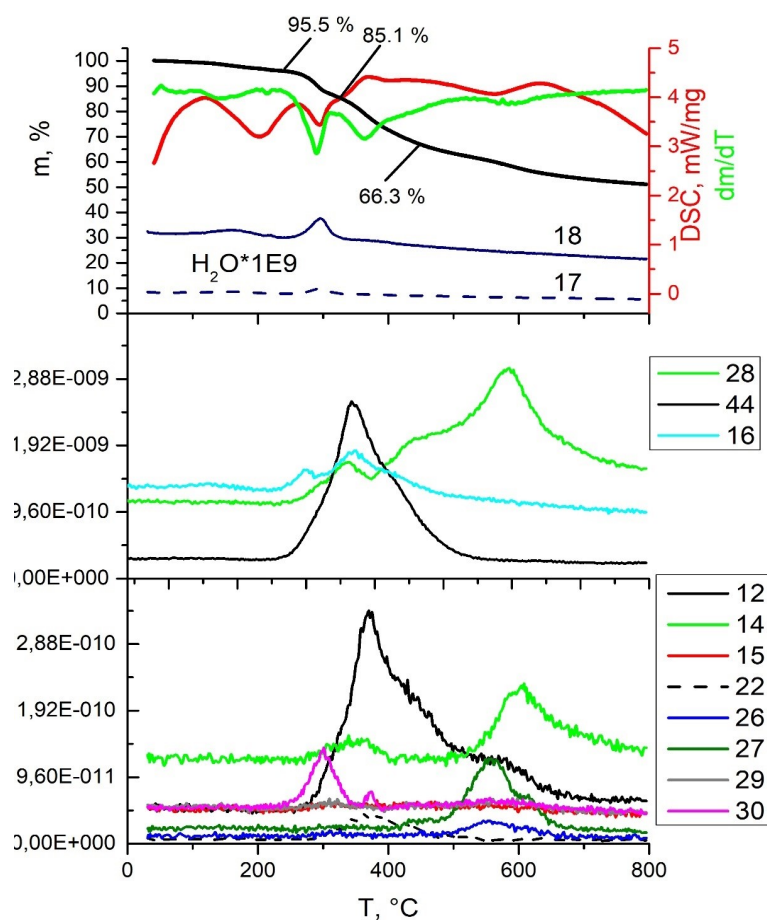 95.5 %
85.1 %
100
90
80
70
60
50
40
30
20
10
0
m, %
66.3 %
18
H₂O*1E9
17
5
4
3
2
1
0
DSC, mW/mg
dm/dT
2,88E-009
1,92E-009
9,60E-010
0,00E+000
28
44
16
2,88E-010
1,92E-010
9,60E-011
0,00E+000
12
14
15
22
26
27
29
30
0
200
400
600
800
T, °C